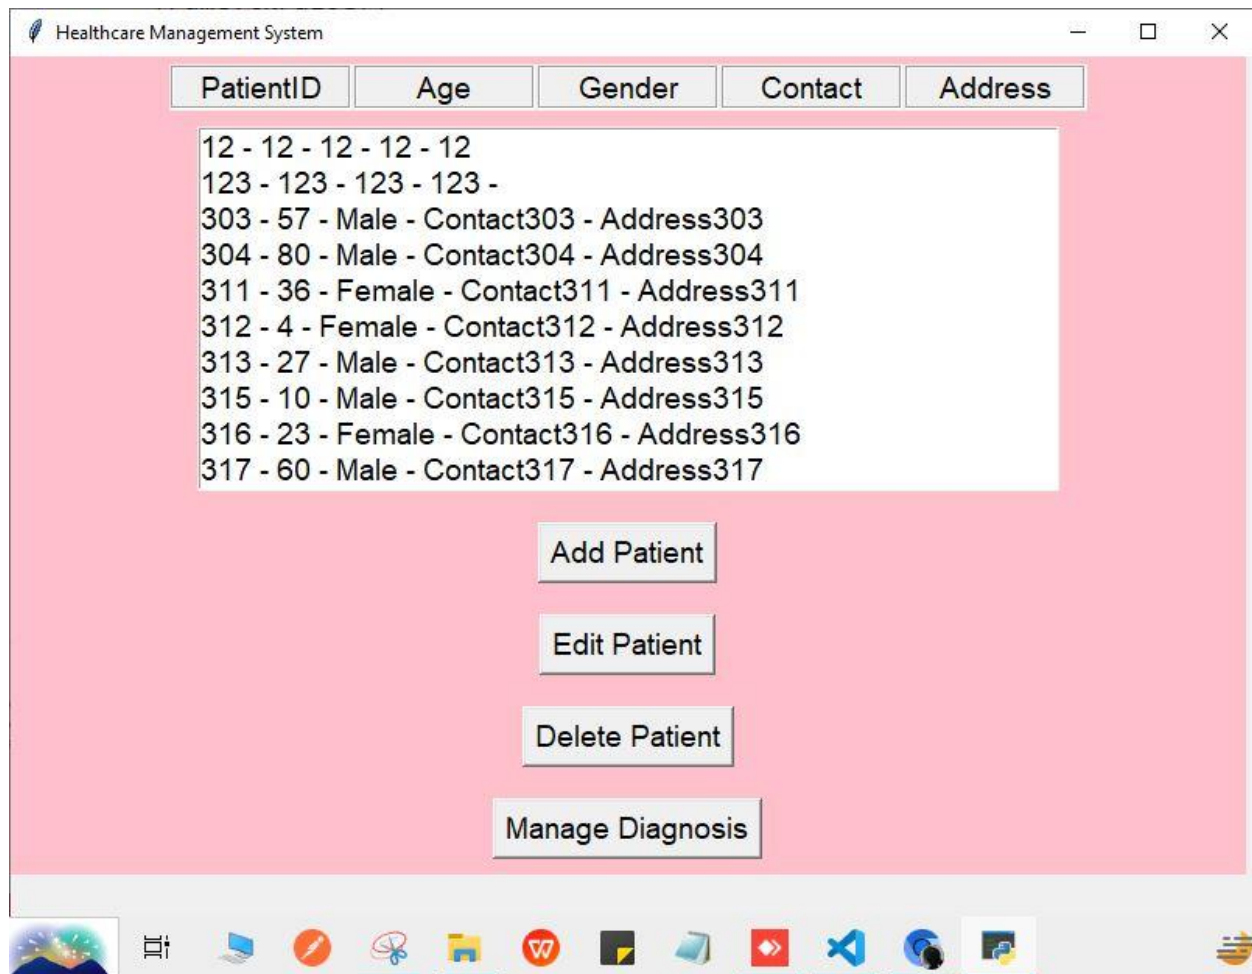 Healthcare Management System
PatientID Age Gender Contact Address
12 - 12 - 12 - 12 - 12
123 - 123 - 123 - 123 -
303 - 57 - Male - Contact303 - Address303
304 - 80 - Male - Contact304 - Address304
311 - 36 - Female - Contact311 - Address311
312 - 4 - Female - Contact312 - Address312
313 - 27 - Male - Contact313 - Address313
315 - 10 - Male - Contact315 - Address315
316 - 23 - Female - Contact316 - Address316
317 - 60 - Male - Contact317 - Address317
Add Patient
Edit Patient
Delete Patient
Manage Diagnosis